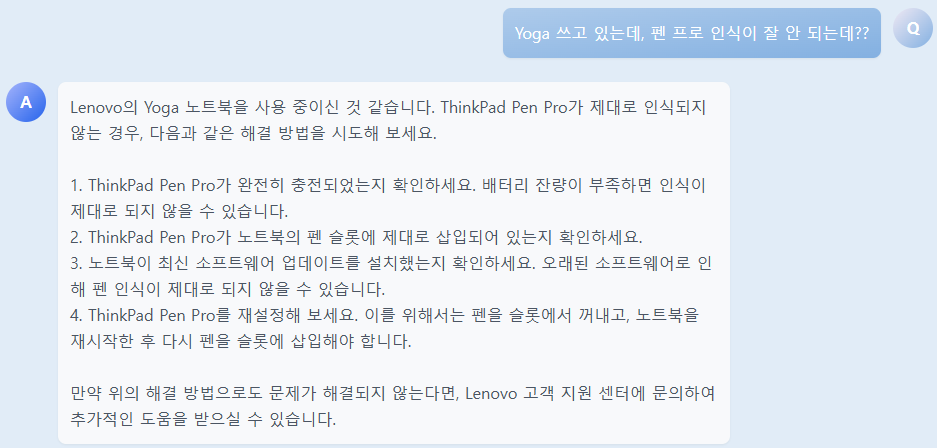 Yoga 쓰고 있는데, 펜 프로 인식이 잘 안 되는데??
Q
A
Lenovo의 Yoga 노트북을 사용 중이신 것 같습니다. ThinkPad Pen Pro가 제대로 인식되지
않는 경우, 다음과 같은 해결 방법을 시도해 보세요.
1. ThinkPad Pen Pro가 완전히 충전되었는지 확인하세요. 배터리 잔량이 부족하면 인식이
제대로 되지 않을 수 있습니다.
2. ThinkPad Pen Pro가 노트북의 펜 슬롯에 제대로 삽입되어 있는지 확인하세요.
3. 노트북이 최신 소프트웨어 업데이트를 설치했는지 확인하세요. 오래된 소프트웨어로 인
해 펜 인식이 제대로 되지 않을 수 있습니다.
4. ThinkPad Pen Pro를 재설정해 보세요. 이를 위해서는 펜을 슬롯에서 꺼내고, 노트북을
재시작한 후 다시 펜을 슬롯에 삽입해야 합니다.
만약 위의 해결 방법으로도 문제가 해결되지 않는다면, Lenovo 고객 지원 센터에 문의하여
추가적인 도움을 받으실 수 있습니다.